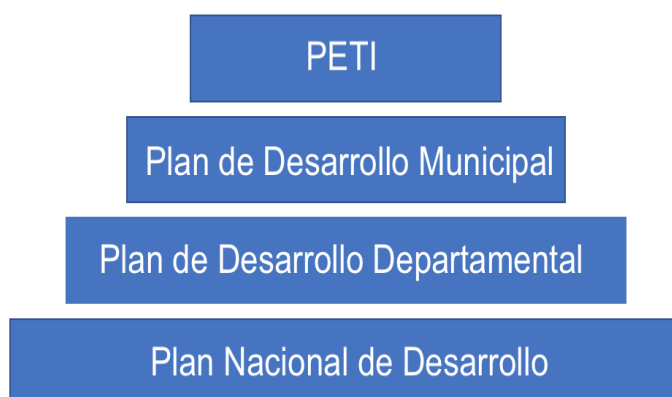 PETI
Plan de Desarrollo Municipal
Plan de Desarrollo Departamental
Plan Nacional de Desarrollo